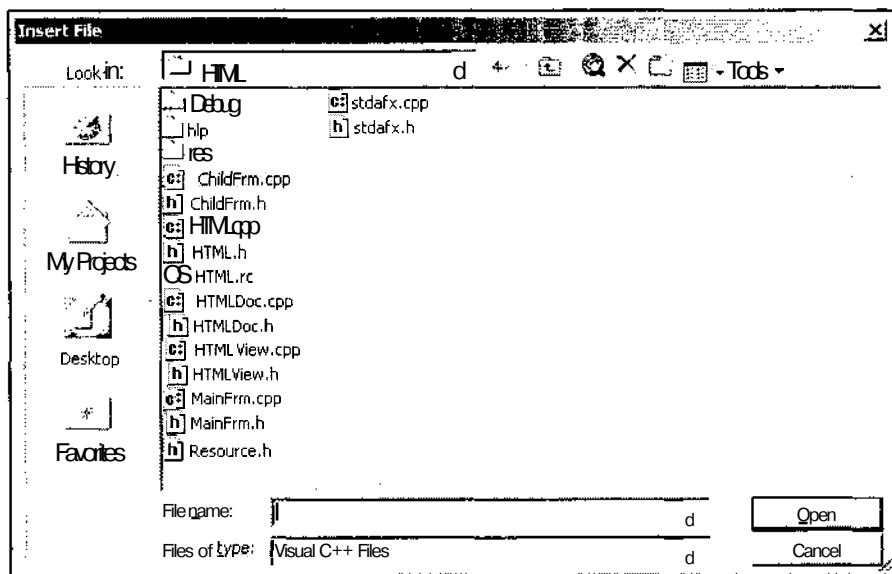 Insert File
Look in: HTML d Tools
Debug
hlp
res
ChildFrm.cpp
ChildFrm.h
HTML.cpp
HTML.h
HTML.rc
HTMLDoc.cpp
HTMLDoc.h
HTMLView.cpp
HTMLView.h
MainFrm.cpp
MainFrm.h
Resource.h
stdafx.cpp
stdafx.h
History
My Projects
Desktop
Favorites
File name: d Open
Files of type: Visual C++ Files d Cancel